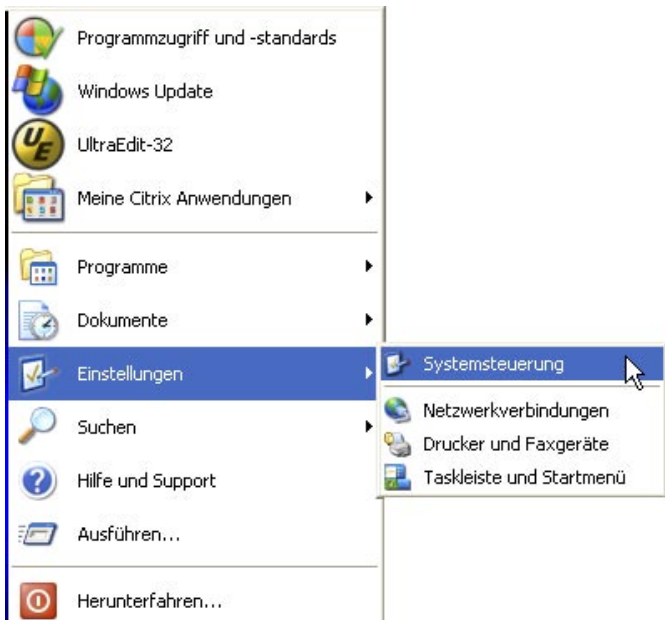 Programmzugriff und -standards
Windows Update
UE
UltraEdit-32
Meine Citrix Anwendungen
Programme
Dokumente
Einstellungen
Suchen
Hilfe und Support
Ausführen...
Herunterfahren...
Systemsteuerung
Netzwerkverbindungen
Drucker und Faxgeräte
Taskleiste und Startmenü